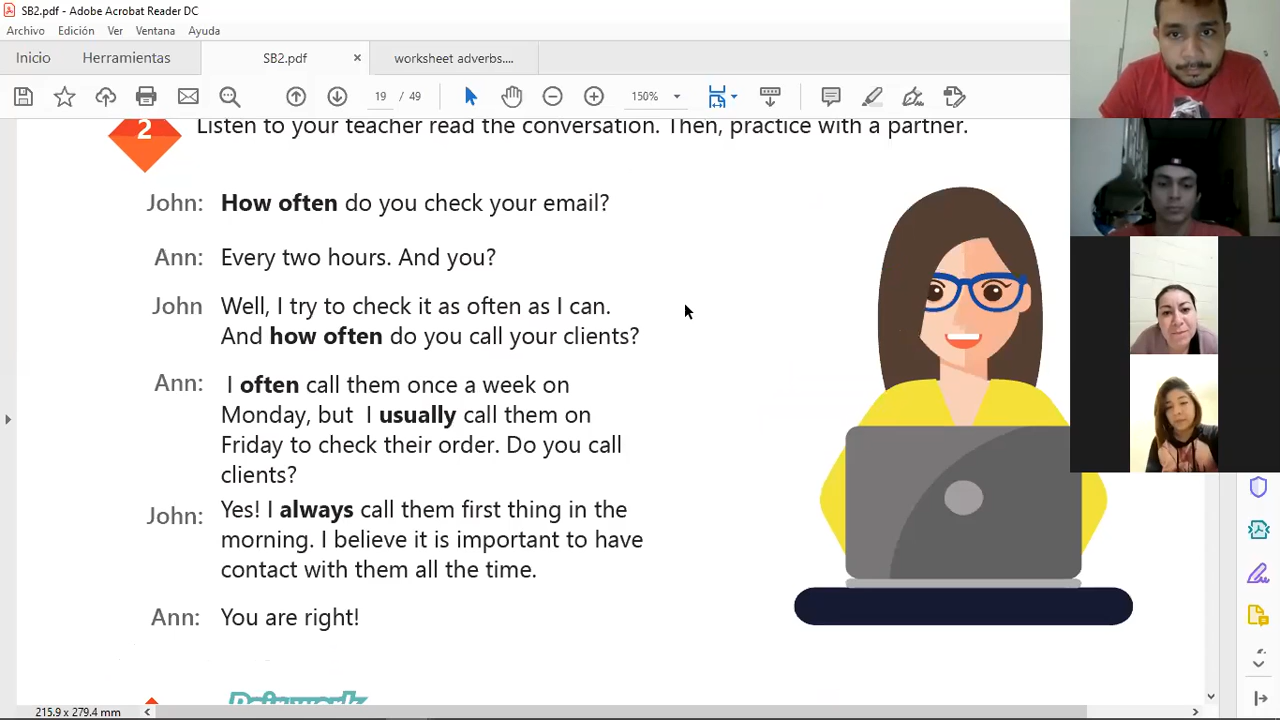 SB2.pdf - Adobe Acrobat Reader DC
Archivo Edición Ver Ventana Ayuda
Inicio Herramientas SB2.pdf × worksheet adverbs....
19 / 49 150%
2 Listen to your teacher read the conversation. Then, practice with a partner.
John: How often do you check your email?
Ann: Every two hours. And you?
John Well, I try to check it as often as I can.
And how often do you call your clients?
Ann: I often call them once a week on
Monday, but I usually call them on
Friday to check their order. Do you call
clients?
John: Yes! I always call them first thing in the
morning. I believe it is important to have
contact with them all the time.
Ann: You are right!
Pair work
215.9 x 279.4 mm